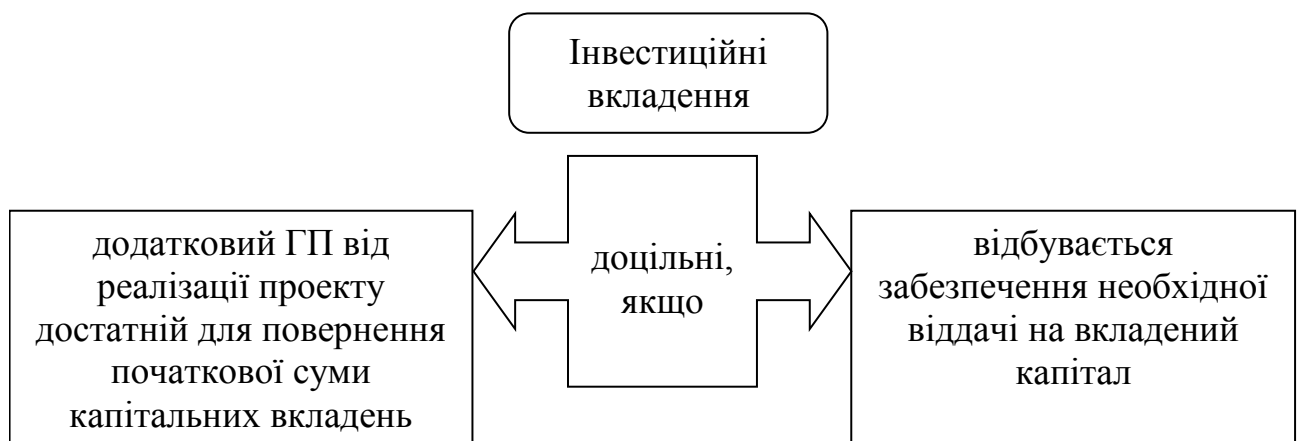 Інвестиційні
вкладення
додатковий ГП від
реалізації проекту
достатній для повернення
початкової суми
капітальних вкладень
доцільні,
якщо
відбувається
забезпечення необхідної
віддачі на вкладений
капітал